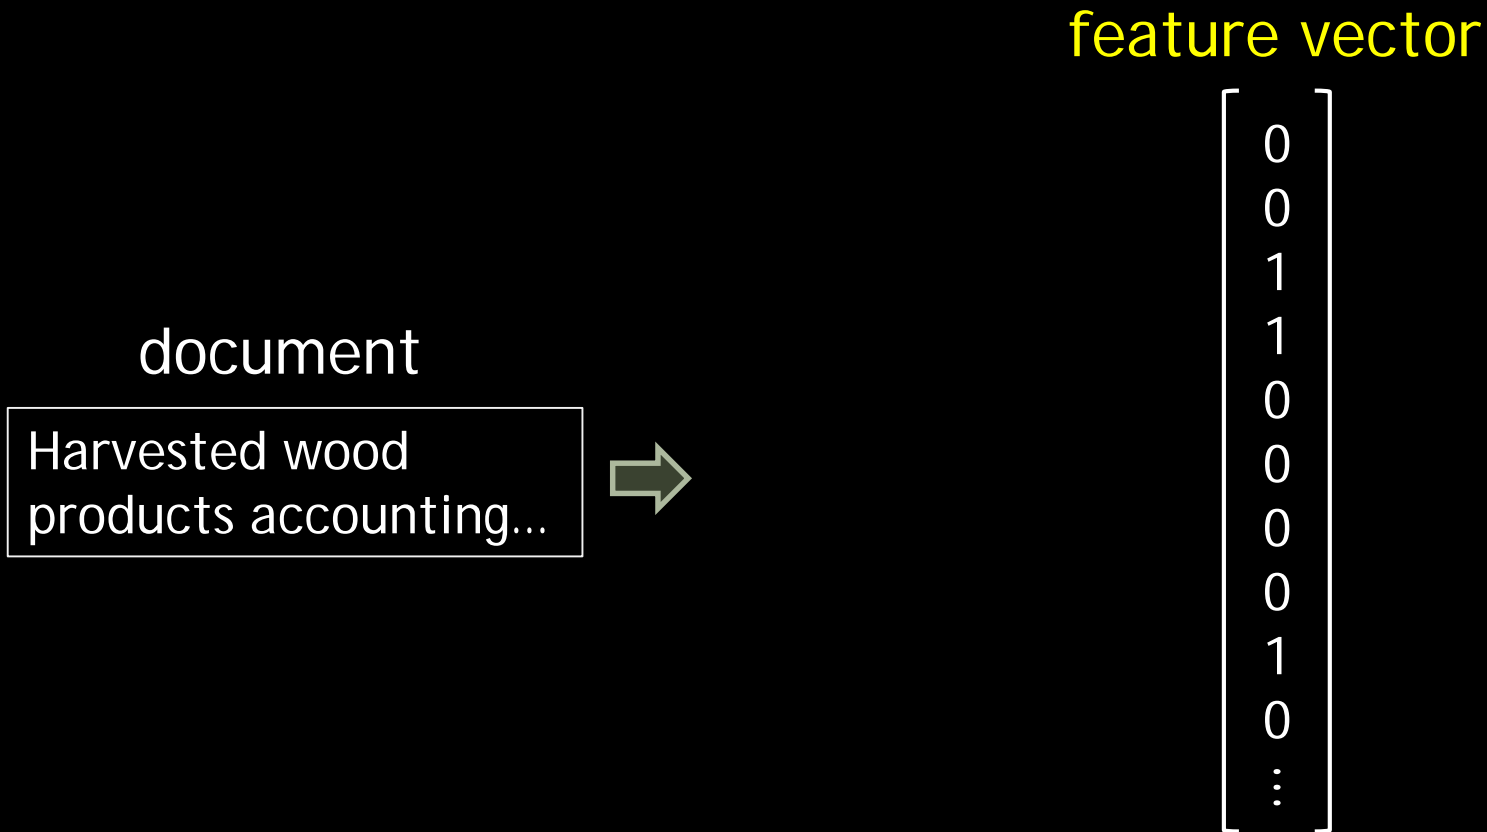 feature vector
0
0
1
1
document
0
Harvested wood
0
products accounting...
0
0
1
0
⋮